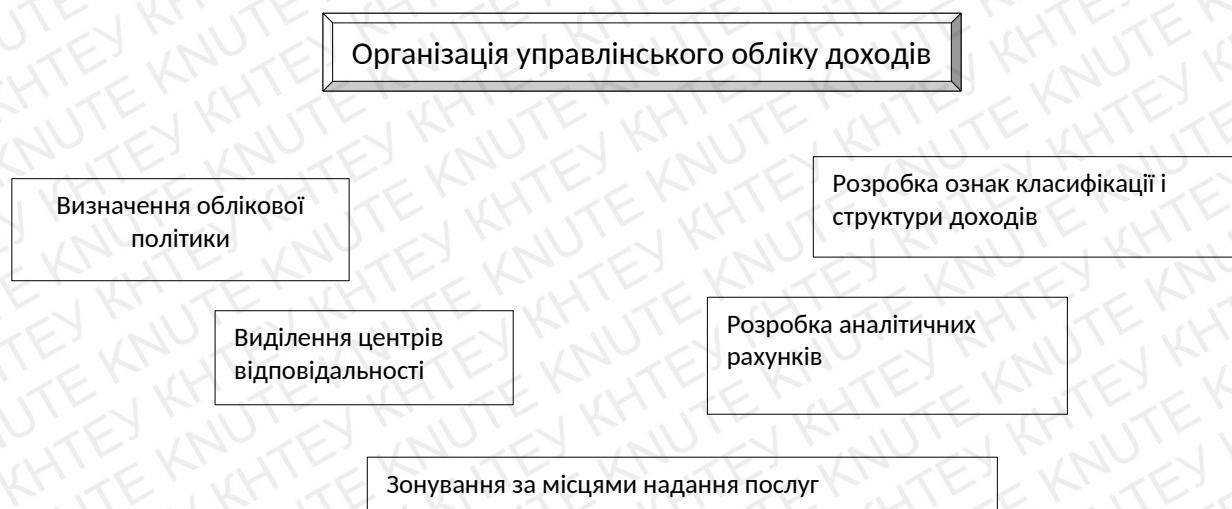 Організація управлінського обліку доходів
Визначення облікової
політики
Розробка ознак класифікації і
структури доходів
Виділення центрів
відповідальності
Розробка аналітичних
рахунків
Зонування за місцями надання послуг